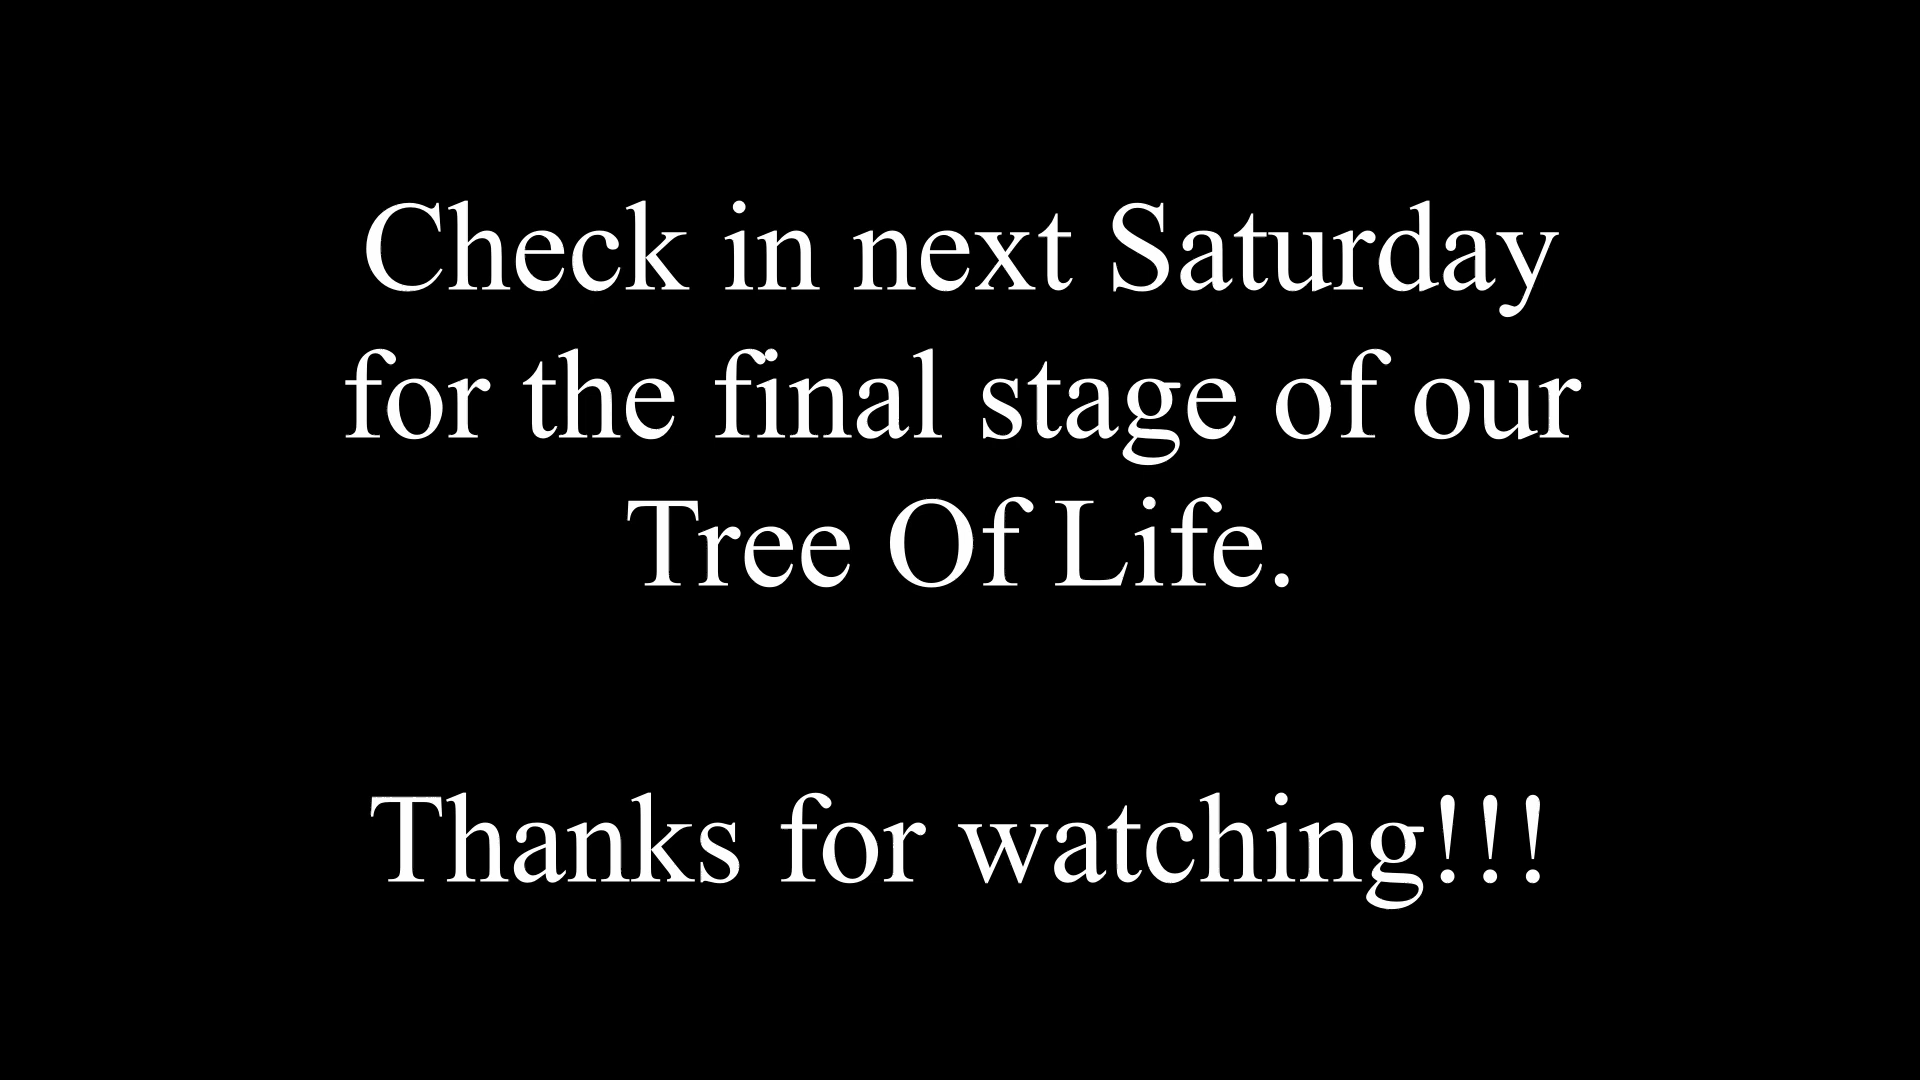 Check in next Saturday
for the final stage of our
Tree Of Life.
Thanks for watching!!!